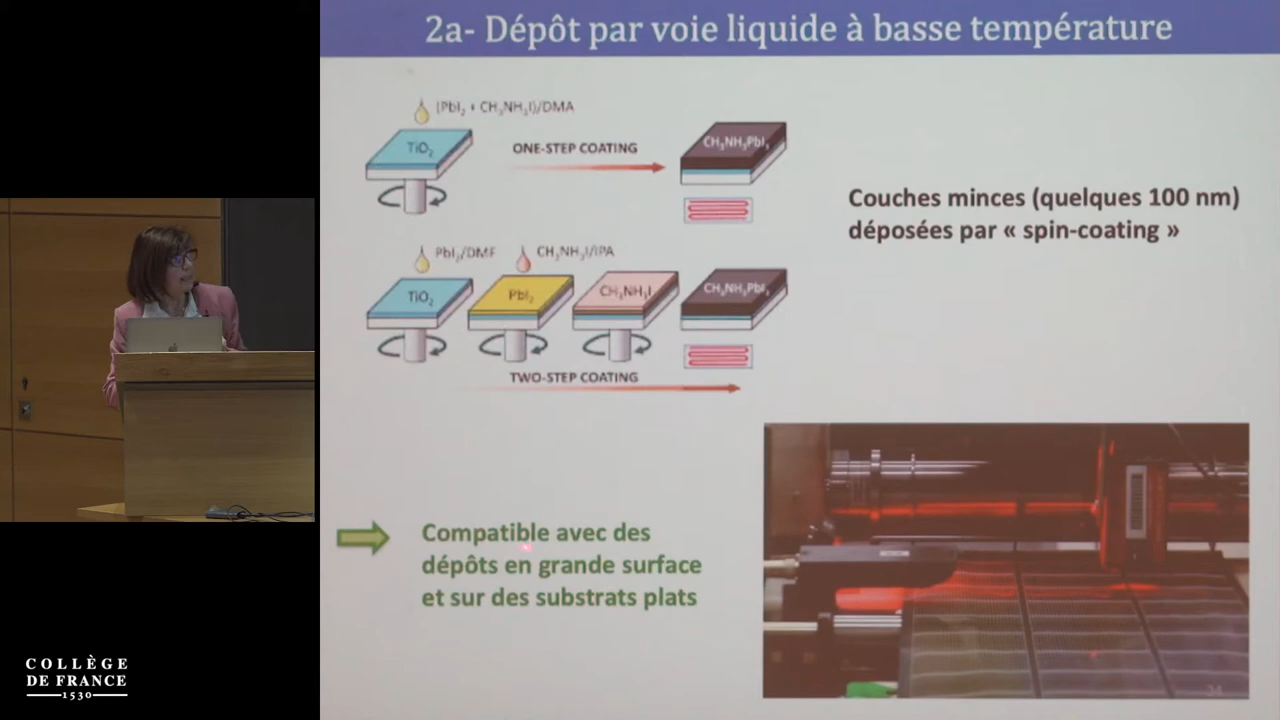 2a- Dépôt par voie liquide à basse température
(PbI₂ + CH₃NH₃I)/DMA
TiO₂
ONE-STEP COATING
CH₃NH₃PbI₃
Couches minces (quelques 100 nm)
déposées par « spin-coating »
PbI₂/DMF
CH₃NH₃I/IPA
TiO₂
PbI₂
CH₃NH₃I
CH₃NH₃PbI₃
TWO-STEP COATING
Compatible avec des
dépôts en grande surface
et sur des substrats plats
34
COLLÈGE
DE FRANCE
1530